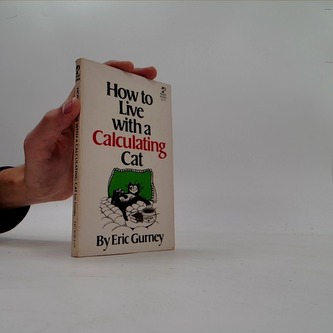 How to
Live
with a
Calculating
Cat
By Eric Gurney